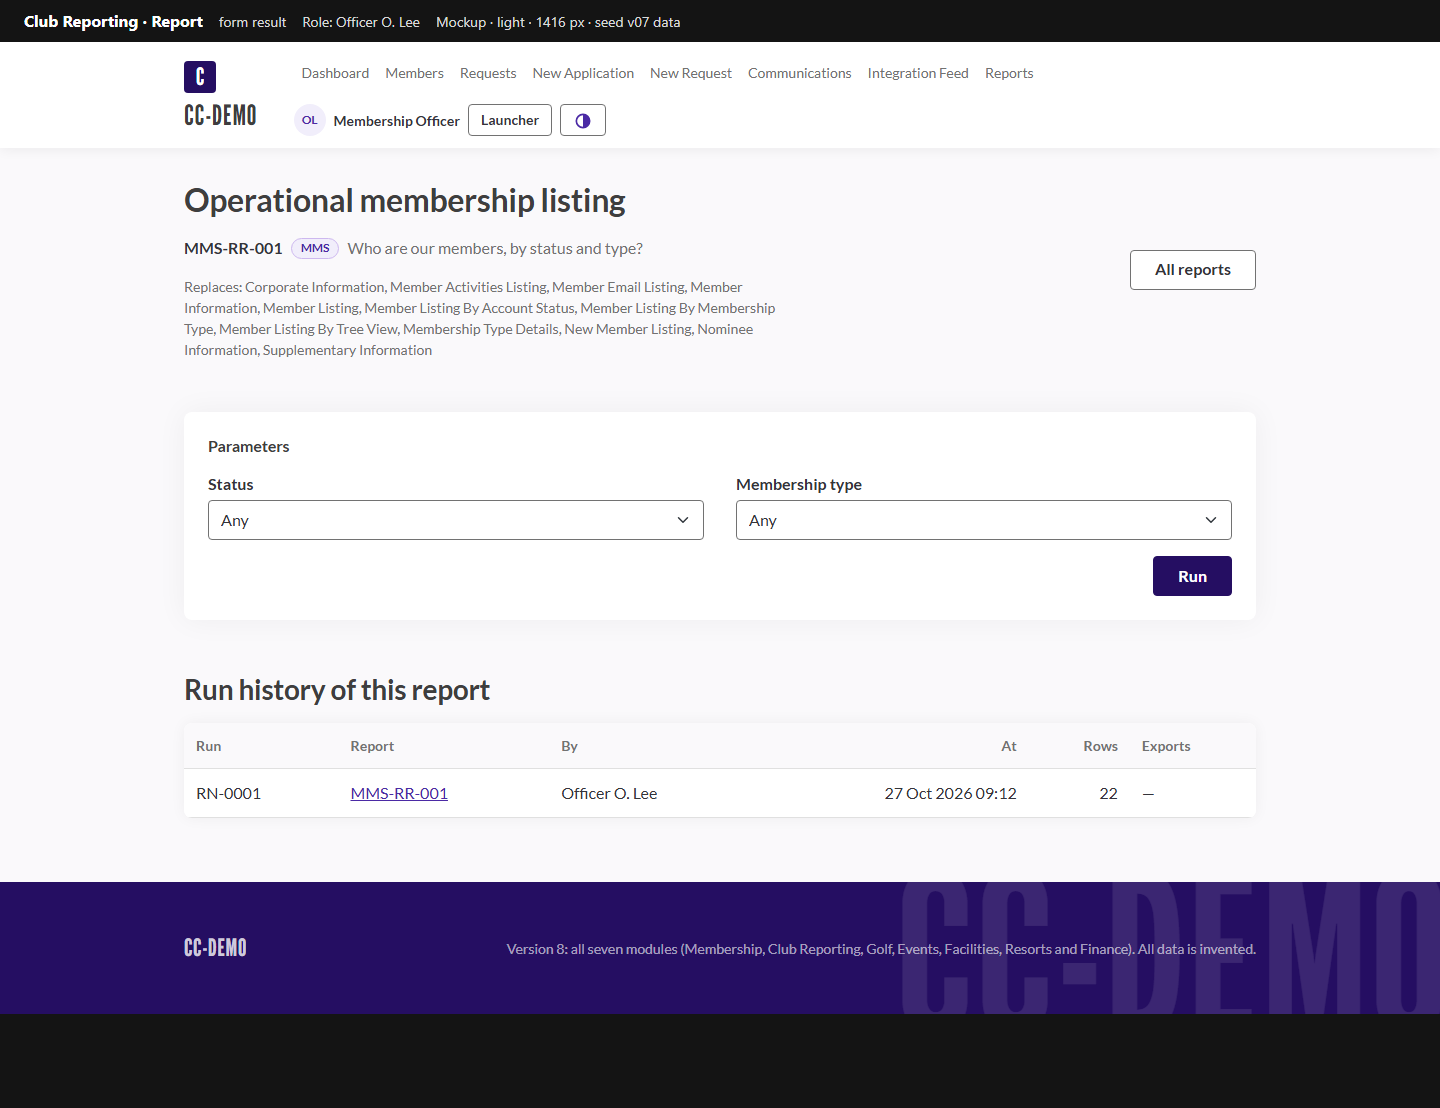 Club Reporting · Report form result Role: Officer O. Lee Mockup · light · 1416 px · seed v07 data
C
CC-DEMO
Dashboard Members Requests New Application New Request Communications Integration Feed Reports
OL Membership Officer Launcher
Operational membership listing
MMS-RR-001 MMS Who are our members, by status and type?
All reports
Replaces: Corporate Information, Member Activities Listing, Member Email Listing, Member
Information, Member Listing, Member Listing By Account Status, Member Listing By Membership
Type, Member Listing By Tree View, Membership Type Details, New Member Listing, Nominee
Information, Supplementary Information
Parameters
Status Membership type
Any Any
Run
Run history of this report
Run Report By At Rows Exports
RN-0001 MMS-RR-001 Officer O. Lee 27 Oct 2026 09:12 22 —
CC-DEMO
CC-DEMO Version 8: all seven modules (Membership, Club Reporting, Golf, Events, Facilities, Resorts and Finance). All data is invented.